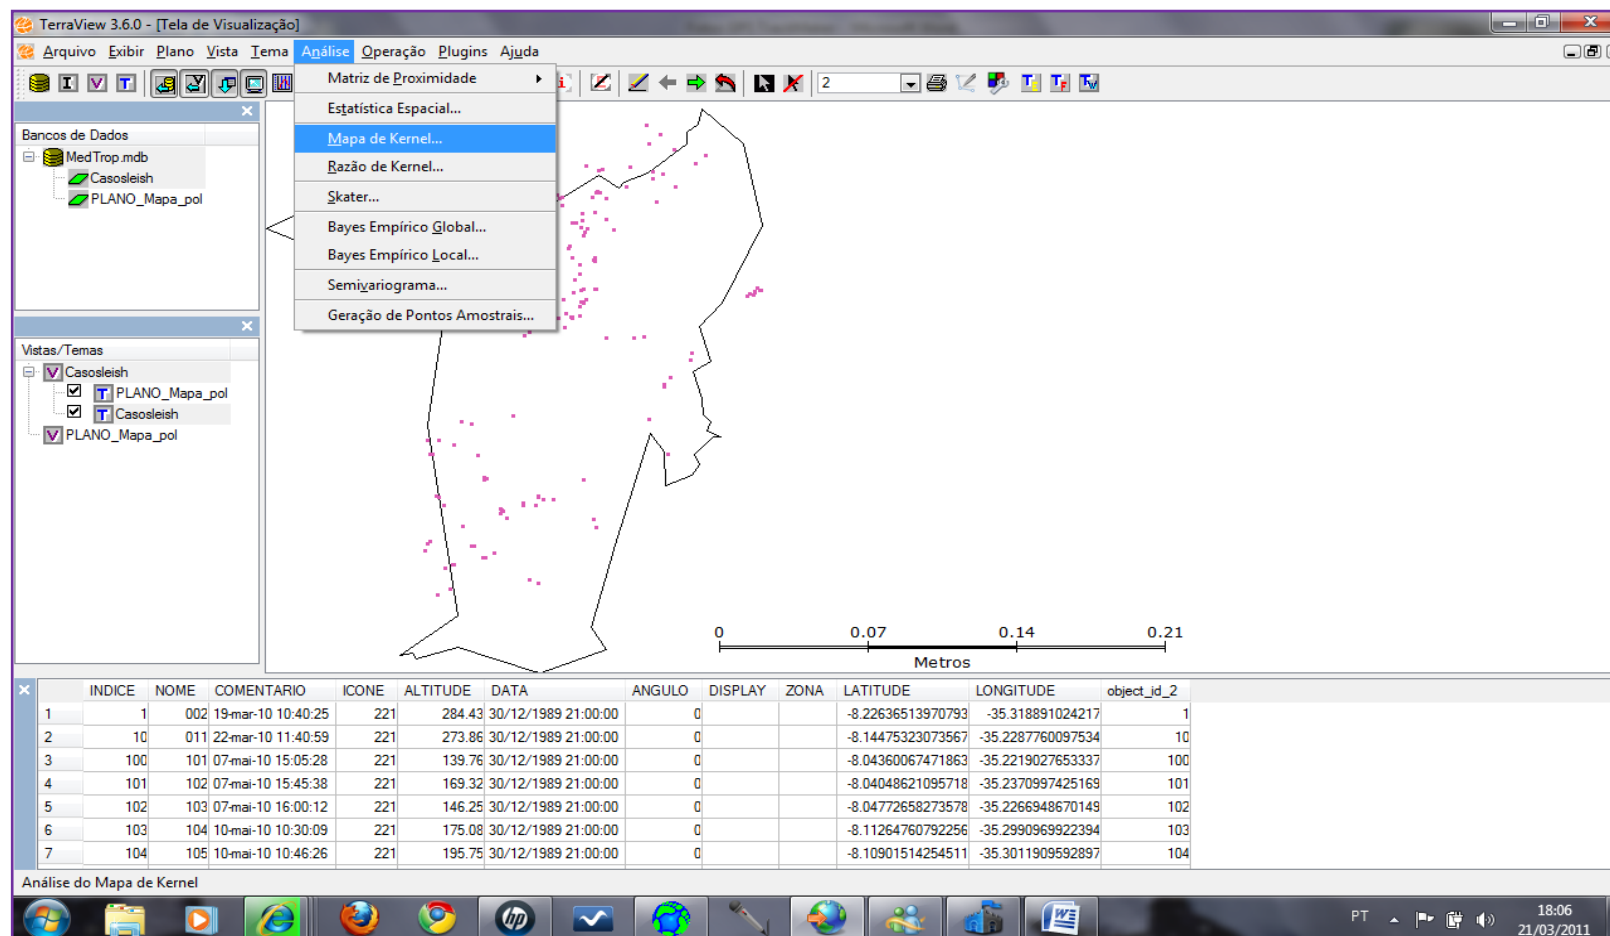 TerraView 3.6.0 - [Tela de Visualização]
Arquivo Exibir Plano Vista Tema Análise Operação Plugins Ajuda
2
Matriz de Proximidade
Estatística Espacial...
Mapa de Kernel...
Razão de Kernel...
Skater...
Bayes Empírico Global...
Bayes Empírico Local...
Semivariograma...
Geração de Pontos Amostrais...
Bancos de Dados
MedTrop.mdb
Casosleish
PLANO_Mapa_pol
Vistas/Temas
V Casosleish
T PLANO_Mapa_pol
T Casosleish
V PLANO_Mapa_pol
0 0.07 0.14 0.21
Metros
INDICE NOME COMENTARIO ICONE ALTITUDE DATA ANGULO DISPLAY ZONA LATITUDE LONGITUDE object_id_2
1 1 002 19-mar-10 10:40:25 221 284.43 30/12/1989 21:00:00 0 -8.22636513970793 -35.318891024217 1
2 10 011 22-mar-10 11:40:59 221 273.86 30/12/1989 21:00:00 0 -8.14475323073567 -35.2287760097534 10
3 100 101 07-mai-10 15:05:28 221 139.76 30/12/1989 21:00:00 0 -8.04360067471863 -35.2219027653337 100
4 101 102 07-mai-10 15:45:38 221 169.32 30/12/1989 21:00:00 0 -8.04048621095718 -35.2370997425169 101
5 102 103 07-mai-10 16:00:12 221 146.25 30/12/1989 21:00:00 0 -8.04772658273578 -35.2266948670149 102
6 103 104 10-mai-10 10:30:09 221 175.08 30/12/1989 21:00:00 0 -8.11264760792256 -35.2990969922394 103
7 104 105 10-mai-10 10:46:26 221 195.75 30/12/1989 21:00:00 0 -8.10901514254511 -35.3011909592897 104
Análise do Mapa de Kernel
PT
18:06
21/03/2011